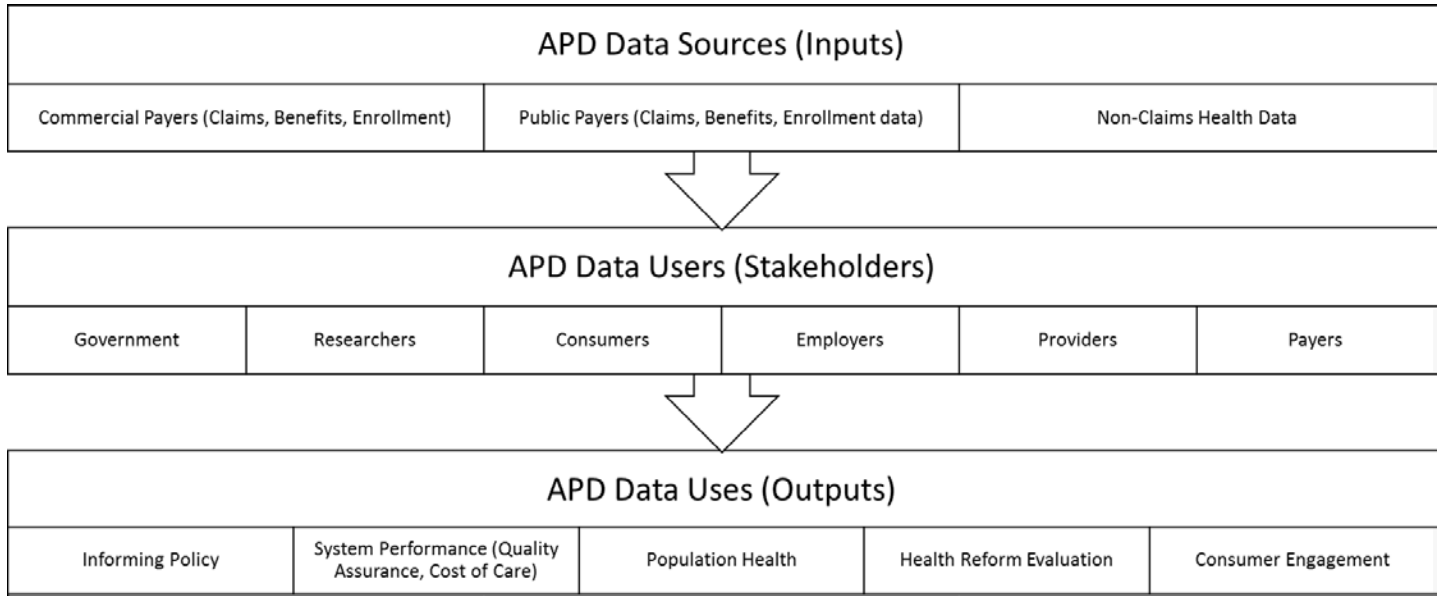 APD Data Sources (Inputs)
Commercial Payers (Claims, Benefits, Enrollment)
Public Payers (Claims, Benefits, Enrollment data)
Non-Claims Health Data
APD Data Users (Stakeholders)
Government
Researchers
Consumers
Employers
Providers
Payers
APD Data Uses (Outputs)
Informing Policy
System Performance (Quality
Assurance, Cost of Care)
Population Health
Health Reform Evaluation
Consumer Engagement